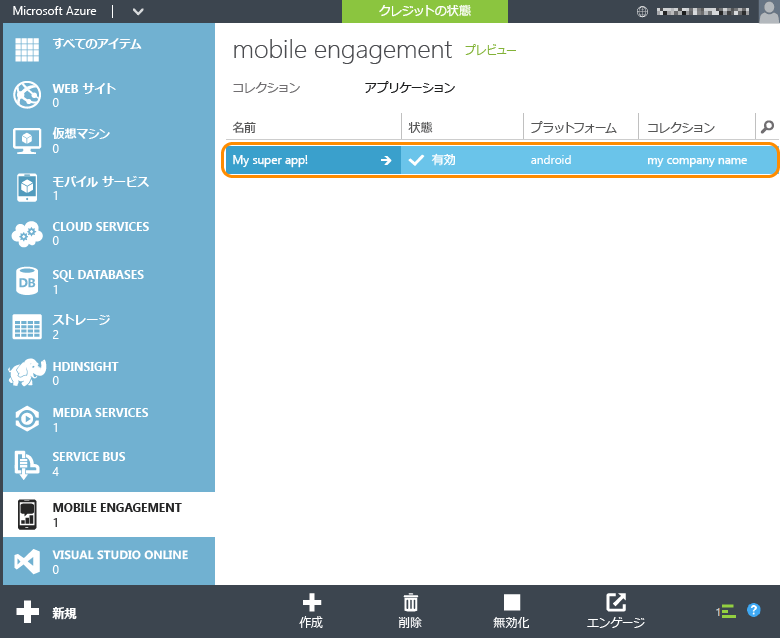 Microsoft Azure
クレジットの状態
すべてのアイテム
WEB サイト
0
仮想マシン
0
モバイル サービス
1
CLOUD SERVICES
0
SQL DATABASES
1
ストレージ
2
HDINSIGHT
0
MEDIA SERVICES
1
SERVICE BUS
4
MOBILE ENGAGEMENT
1
VISUAL STUDIO ONLINE
0
mobile engagement プレビュー
コレクション アプリケーション
名前 状態 プラットフォーム コレクション
My super app! 有効 android my company name
新規 作成 削除 無効化 エンゲージ 1 ?